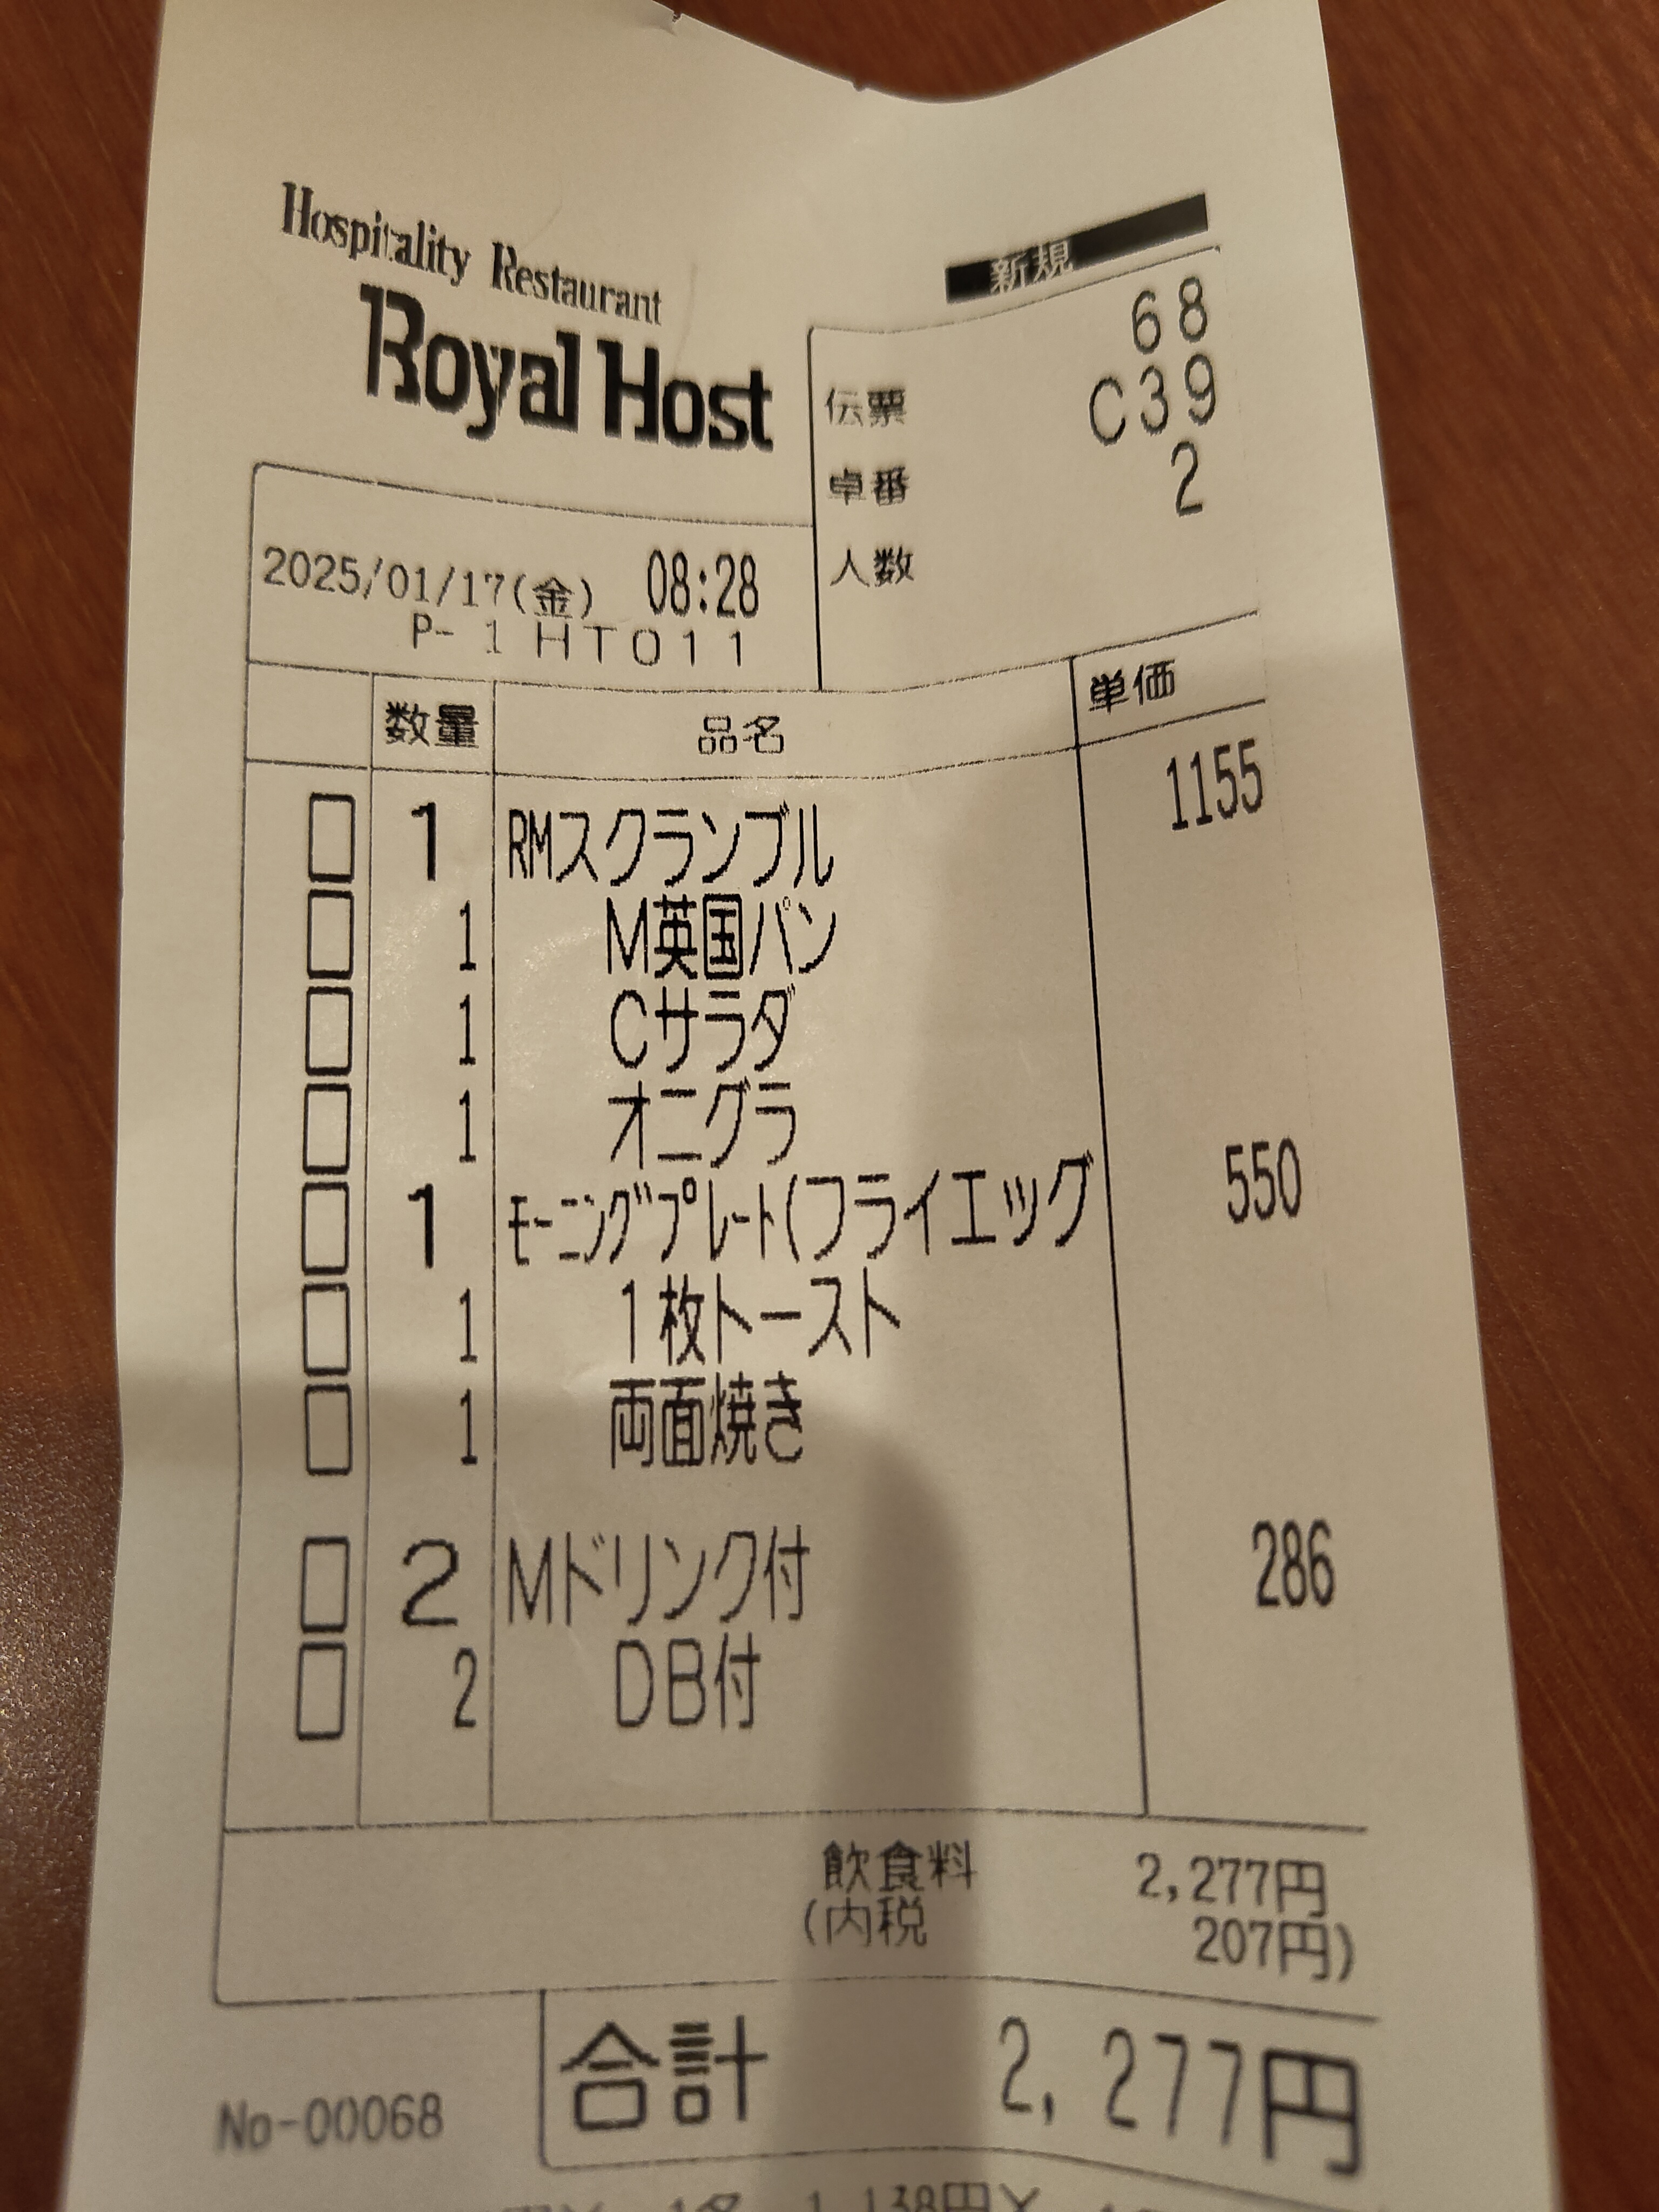 Hospitality Restaurant
Royal Host
新規
68
伝票 C39
卓番 2
人数
2025/01/17(金) 08:28
P- 1 HT011
数量 品名 単価
1 RMスクランブル 1155
1 M英国パン
1 Cサラダ
1 オニグラ
1 ﾓｰﾆﾝｸﾞﾌﾟﾚｰﾄ(フライエッグ 550
1 1枚トースト
1 両面焼き
2 Mドリンク付 286
2 DB付
飲食料 2,277円
(内税 207円)
合計 2,277円
No-00068
1,138円